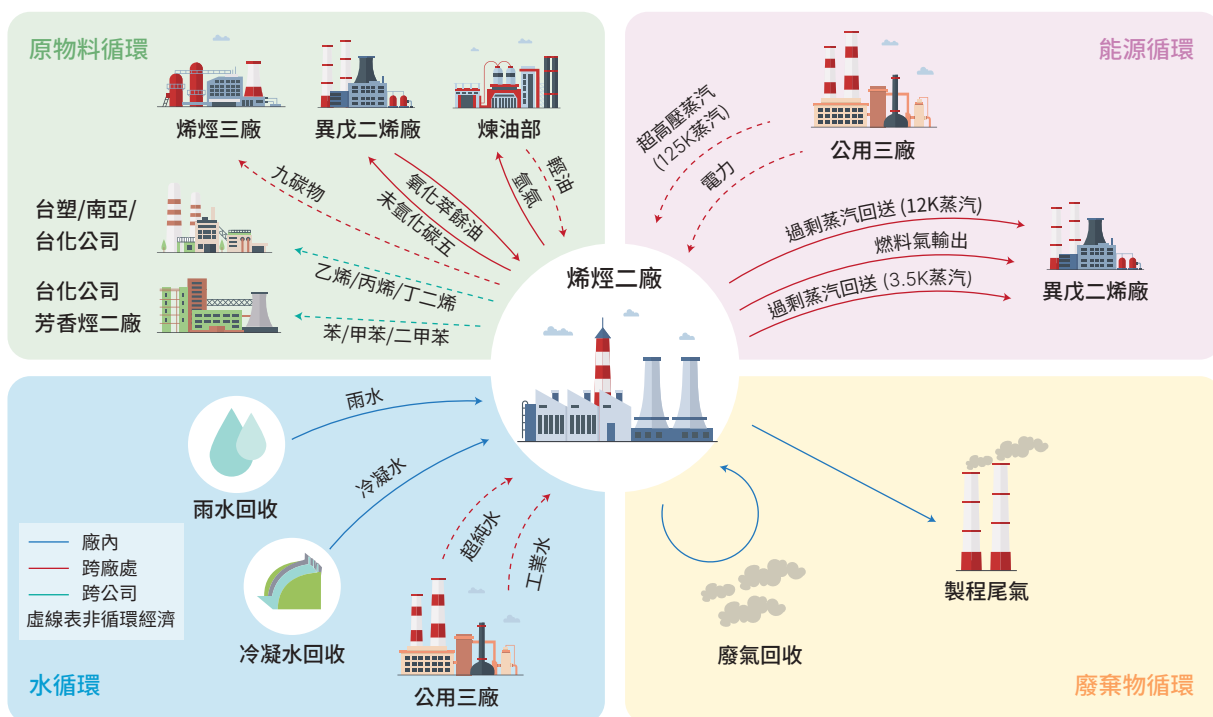 原物料循環
烯烴三廠
異戊二烯廠
煉油部
九碳物
氧化萃餘油
未氫化碳五
氫氣
輕油
台塑/南亞/
台化公司
乙烯/丙烯/丁二烯
台化公司
芳香烴二廠
苯/甲苯/二甲苯
能源循環
公用三廠
超高壓蒸汽
(125K蒸汽)
電力
過剩蒸汽回送 (12K蒸汽)
燃料氣輸出
過剩蒸汽回送 (3.5K蒸汽)
異戊二烯廠
烯烴二廠
雨水
雨水回收
冷凝水
冷凝水回收
超純水
工業水
公用三廠
廠內
跨廠處
跨公司
虛線表非循環經濟
水循環
製程尾氣
廢氣回收
廢棄物循環